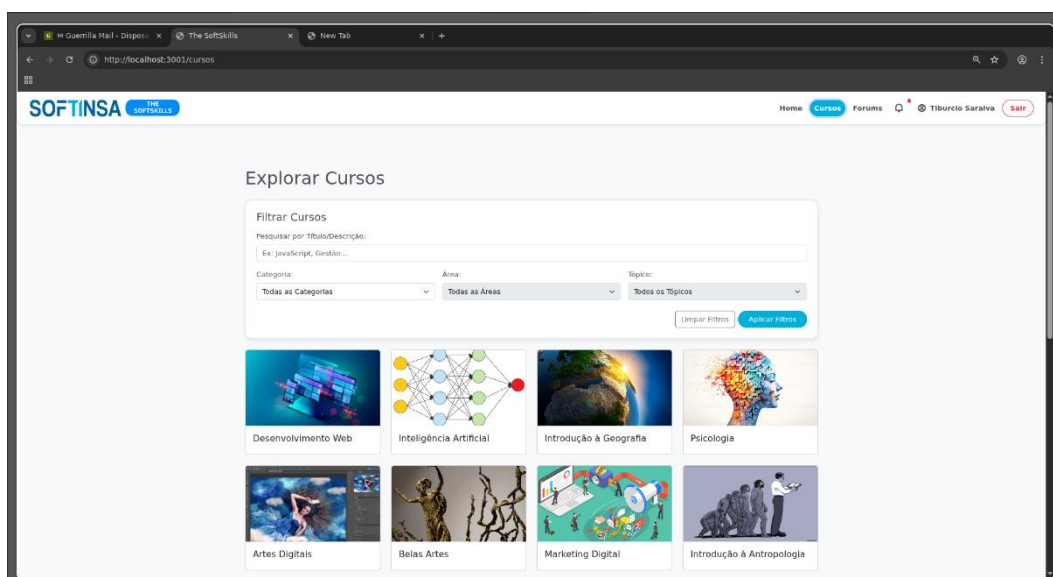 Guerrilla Mail - Dispos
The SoftSkills
New Tab
http://localhost:3001/cursos
SOFTINSA THE SOFTSKILLS
Home Cursos Forums Tiburcio Saraiva Sair
Explorar Cursos
Filtrar Cursos
Pesquisar por Título/Descrição:
Ex: JavaScript, Gestão...
Categoria: Área: Tópico:
Todas as Categorias Todas as Áreas Todos os Tópicos
Limpar Filtros Aplicar Filtros
Desenvolvimento Web Inteligência Artificial Introdução à Geografia Psicologia
Artes Digitais Belas Artes Marketing Digital Introdução à Antropologia